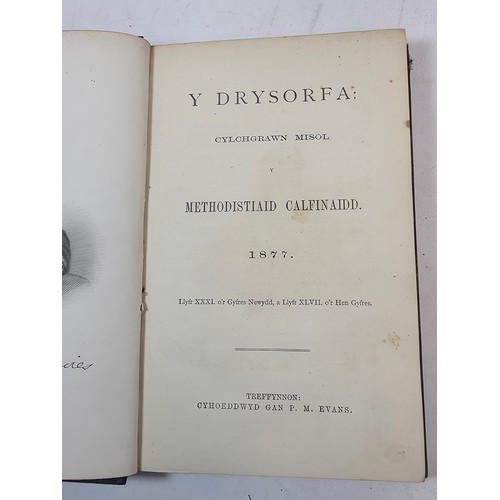 Y DRYSORFA:
CYLCHGRAWN MISOL
Y
METHODISTIAID CALFINAIDD.
1877.
Llyfr XXXI. o'r Gyfres Newydd, a Llyfr XLVII. o'r Hen Gyfres.
TREFFYNNON:
CYHOEDDWYD GAN P. M. EVANS.